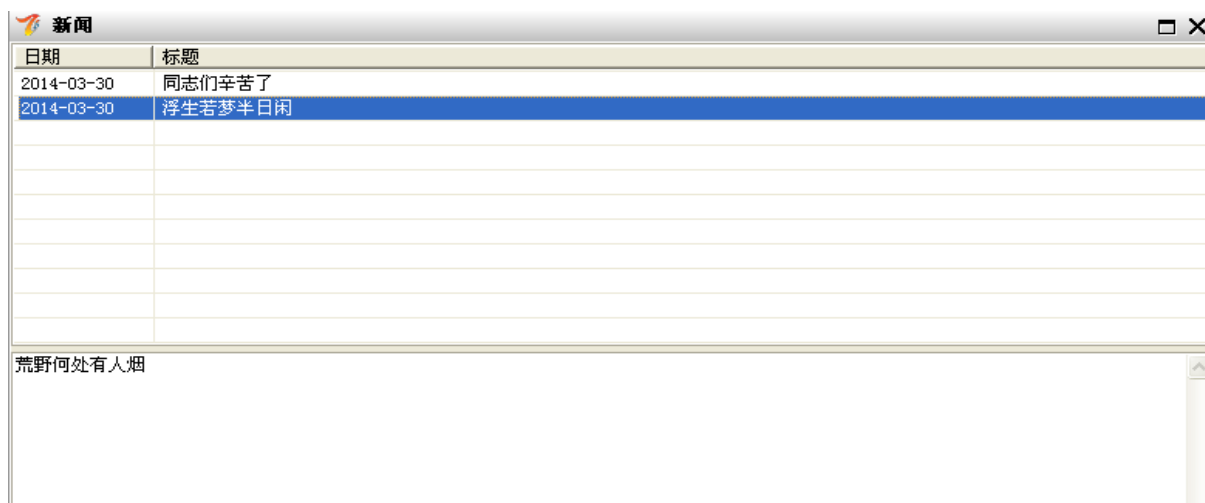 新闻
日期 标题
2014-03-30 同志们辛苦了
2014-03-30 浮生若梦半日闲
荒野何处有人烟